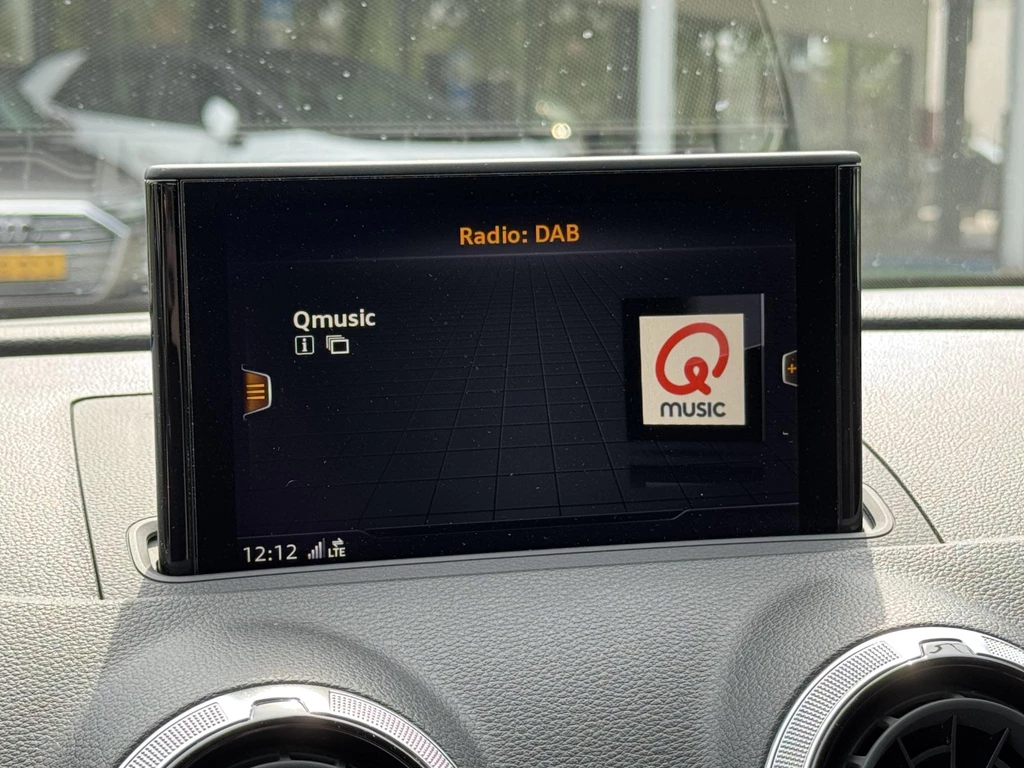 Radio: DAB
Qmusic
Q
MUSIC
12:12 LTE